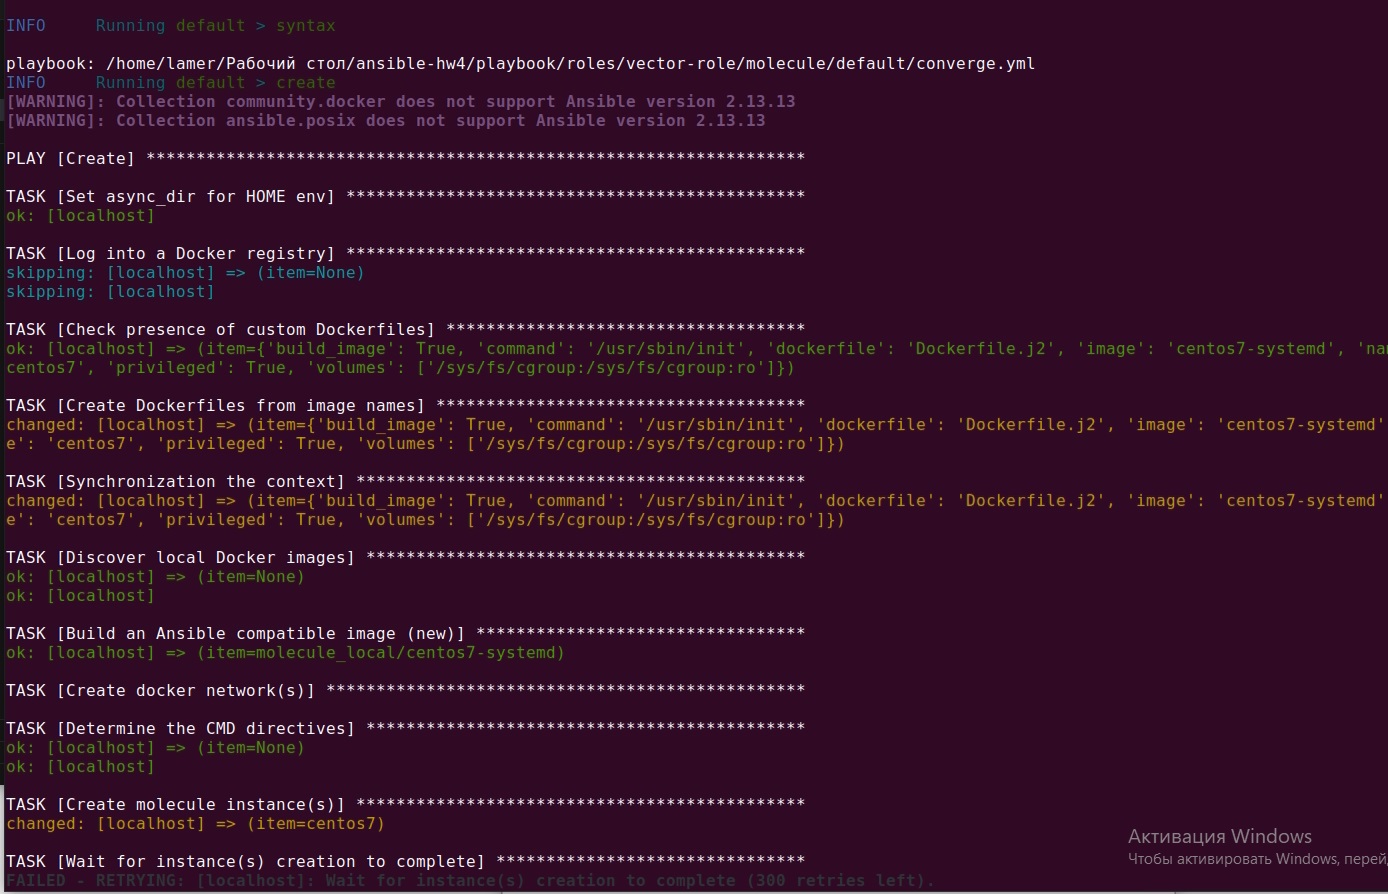 INFO     Running default > syntax
playbook: /home/lamer/Рабочий стол/ansible-hw4/playbook/roles/vector-role/molecule/default/converge.yml
INFO     Running default > create
[WARNING]: Collection community.docker does not support Ansible version 2.13.13
[WARNING]: Collection ansible.posix does not support Ansible version 2.13.13
PLAY [Create] ******************************************************************
TASK [Set async_dir for HOME env] **********************************************
ok: [localhost]
TASK [Log into a Docker registry] **********************************************
skipping: [localhost] => (item=None)
skipping: [localhost]
TASK [Check presence of custom Dockerfiles] ************************************
ok: [localhost] => (item={'build_image': True, 'command': '/usr/sbin/init', 'dockerfile': 'Dockerfile.j2', 'image': 'centos7-systemd', 'nam
centos7', 'privileged': True, 'volumes': ['/sys/fs/cgroup:/sys/fs/cgroup:ro']})
TASK [Create Dockerfiles from image names] *************************************
changed: [localhost] => (item={'build_image': True, 'command': '/usr/sbin/init', 'dockerfile': 'Dockerfile.j2', 'image': 'centos7-systemd'
e': 'centos7', 'privileged': True, 'volumes': ['/sys/fs/cgroup:/sys/fs/cgroup:ro']})
TASK [Synchronization the context] *********************************************
changed: [localhost] => (item={'build_image': True, 'command': '/usr/sbin/init', 'dockerfile': 'Dockerfile.j2', 'image': 'centos7-systemd'
e': 'centos7', 'privileged': True, 'volumes': ['/sys/fs/cgroup:/sys/fs/cgroup:ro']})
TASK [Discover local Docker images] ********************************************
ok: [localhost] => (item=None)
ok: [localhost]
TASK [Build an Ansible compatible image (new)] *********************************
ok: [localhost] => (item=molecule_local/centos7-systemd)
TASK [Create docker network(s)] ************************************************
TASK [Determine the CMD directives] ********************************************
ok: [localhost] => (item=None)
ok: [localhost]
TASK [Create molecule instance(s)] *********************************************
changed: [localhost] => (item=centos7)
Активация Windows
Чтобы активировать Windows, перей
TASK [Wait for instance(s) creation to complete] *******************************
FAILED - RETRYING: [localhost]: Wait for instance(s) creation to complete (300 retries left).